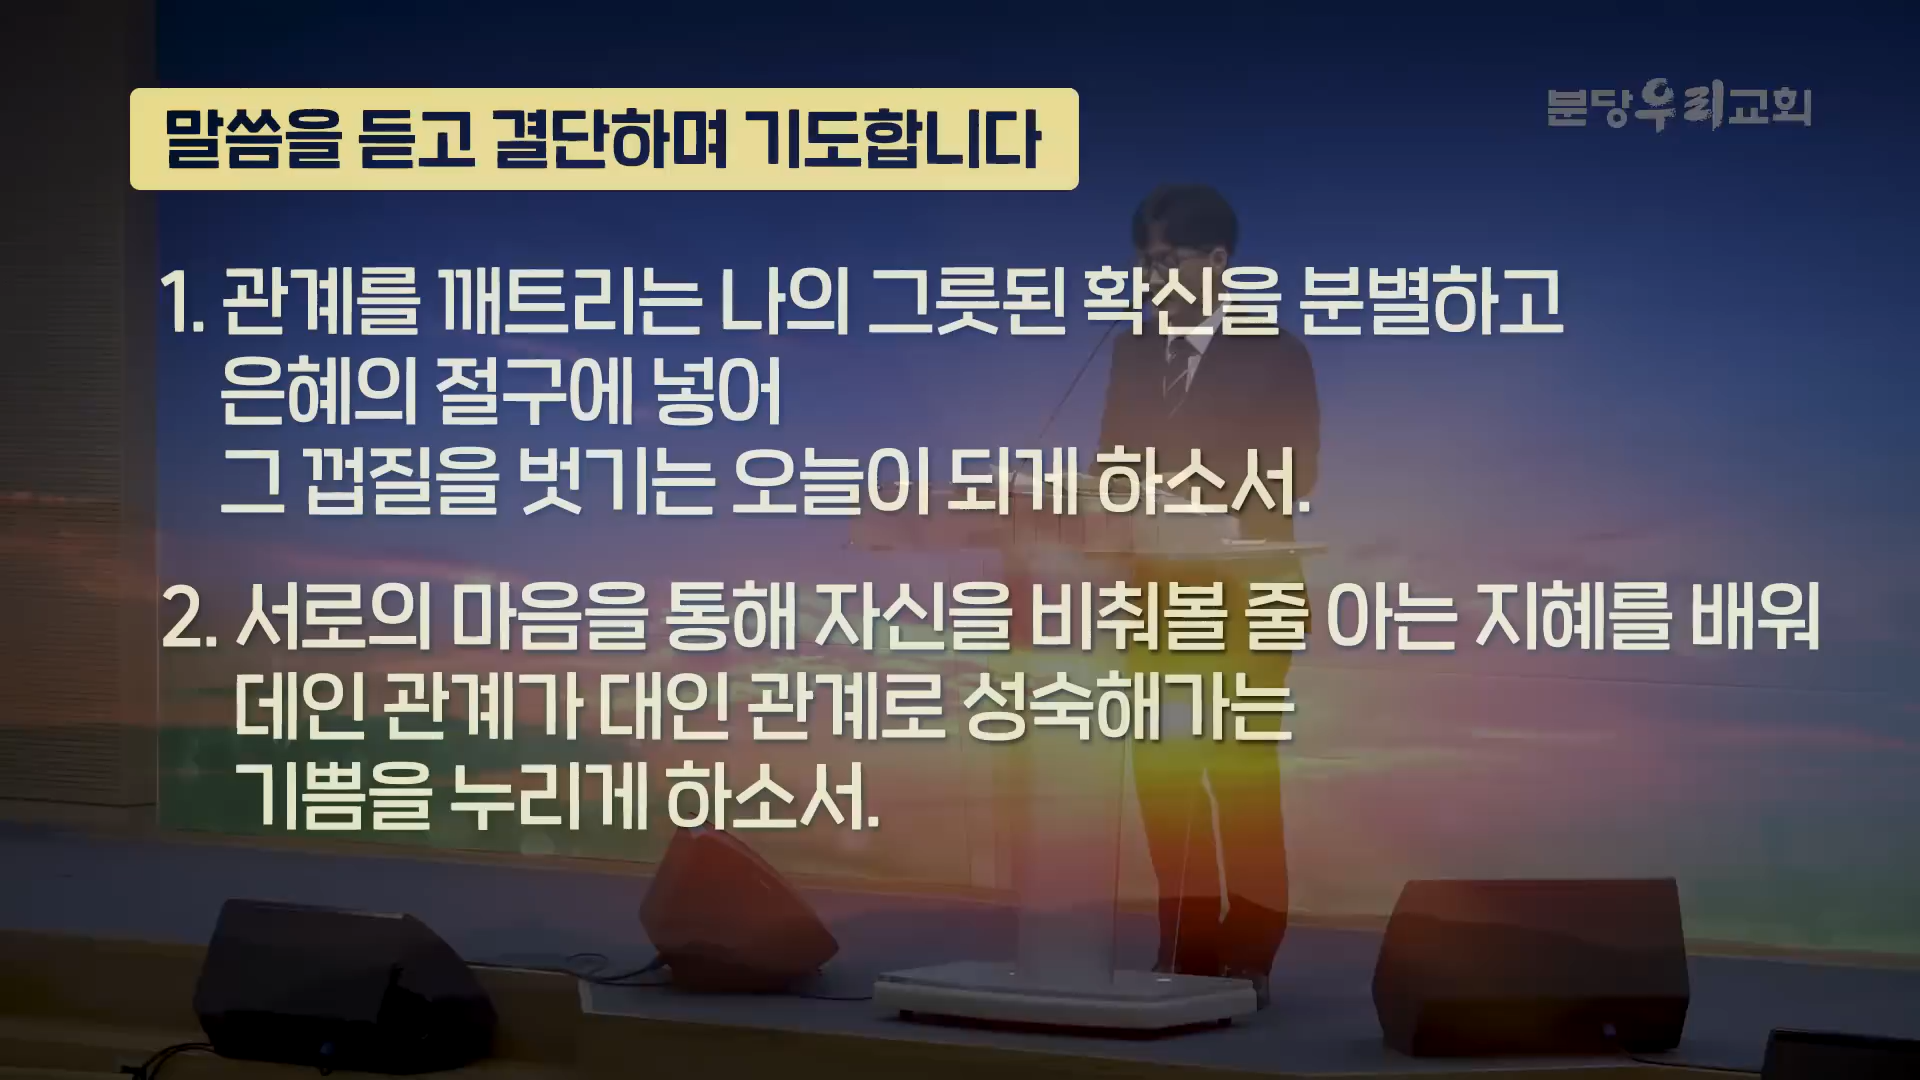 말씀을 듣고 결단하며 기도합니다
분당우리교회
1. 관계를 깨트리는 나의 그릇된 확신을 분별하고
은혜의 절구에 넣어
그 껍질을 벗기는 오늘이 되게 하소서.
2. 서로의 마음을 통해 자신을 비춰볼 줄 아는 지혜를 배워
데인 관계가 대인 관계로 성숙해 가는
기쁨을 누리게 하소서.